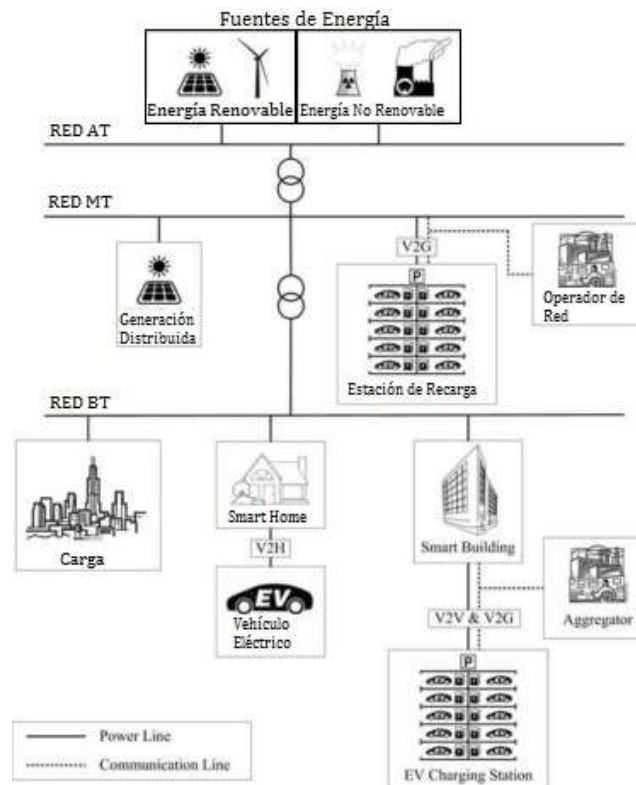 Fuentes de Energía
Energía Renovable
Energía No Renovable
RED AT
RED MT
V2G
P
Generación
Distribuida
Operador de
Red
Estación de Recarga
RED BT
Carga
Smart Home
V2H
EV
Vehículo
Eléctrico
Smart Building
V2V & V2G
Aggregator
P
EV Charging Station
Power Line
Communication Line